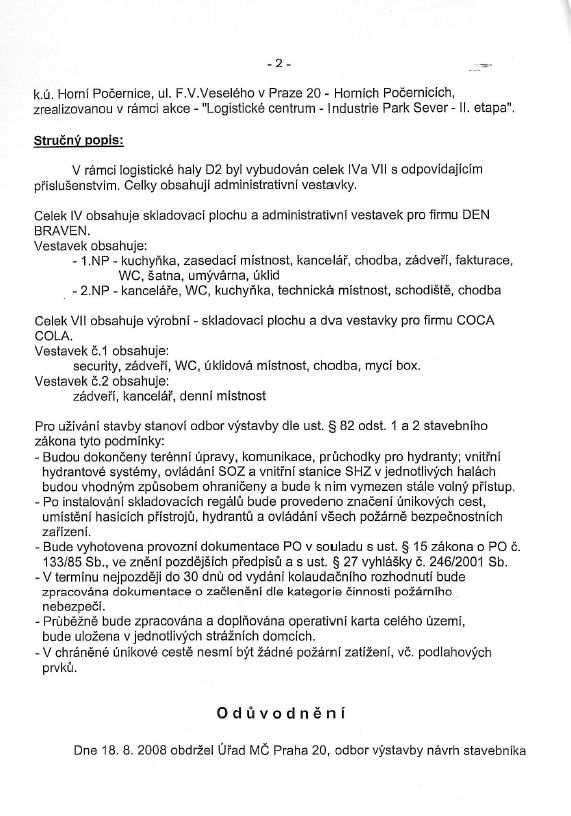 - 2 -
k.ú. Horní Počernice, ul. F.V.Veselého v Praze 20 - Horních Počernicích,
zrealizovanou v rámci akce - "Logistické centrum - Industrie Park Sever - II. etapa".
Stručný popis:
V rámci logistické haly D2 byl vybudován celek IVa VII s odpovídajícím
příslušenstvím. Celky obsahují administrativní vestavky.
Celek IV obsahuje skladovací plochu a administrativní vestavek pro firmu DEN
BRAVEN.
Vestavek obsahuje:
- 1.NP - kuchyňka, zasedací místnost, kancelář, chodba, zádveří, fakturace,
WC, šatna, umývárna, úklid
- 2.NP - kanceláře, WC, kuchyňka, technická místnost, schodiště, chodba
Celek VII obsahuje výrobní - skladovací plochu a dva vestavky pro firmu COCA
COLA.
Vestavek č.1 obsahuje:
security, zádveří, WC, úklidová místnost, chodba, mycí box.
Vestavek č.2 obsahuje:
zádveří, kancelář, denní místnost
Pro užívání stavby stanoví odbor výstavby dle ust. § 82 odst. 1 a 2 stavebního
zákona tyto podmínky:
- Budou dokončeny terénní úpravy, komunikace, průchodky pro hydranty; vnitřní
hydrantové systémy, ovládání SOZ a vnitřní stanice SHZ v jednotlivých halách
budou vhodným způsobem ohraničeny a bude k nim vymezen stále volný přístup.
- Po instalování skladovacích regálů bude provedeno značení únikových cest,
umístění hasících přístrojů, hydrantů a ovládání všech požárně bezpečnostních
zařízení.
- Bude vyhotovena provozní dokumentace PO v souladu s ust. § 15 zákona o PO č.
133/85 Sb., ve znění pozdějších předpisů a s ust. § 27 vyhlášky č. 246/2001 Sb.
- V termínu nejpozději do 30 dnů od vydání kolaudačního rozhodnutí bude
zpracována dokumentace o začlenění dle kategorie činnosti požárního
nebezpečí.
- Průběžně bude zpracována a doplňována operativní karta celého území,
bude uložena v jednotlivých strážních domcích.
- V chráněné únikové cestě nesmí být žádné požární zatížení, vč. podlahových
prvků.
Odůvodnění
Dne 18. 8. 2008 obdržel Úřad MČ Praha 20, odbor výstavby návrh stavebníka